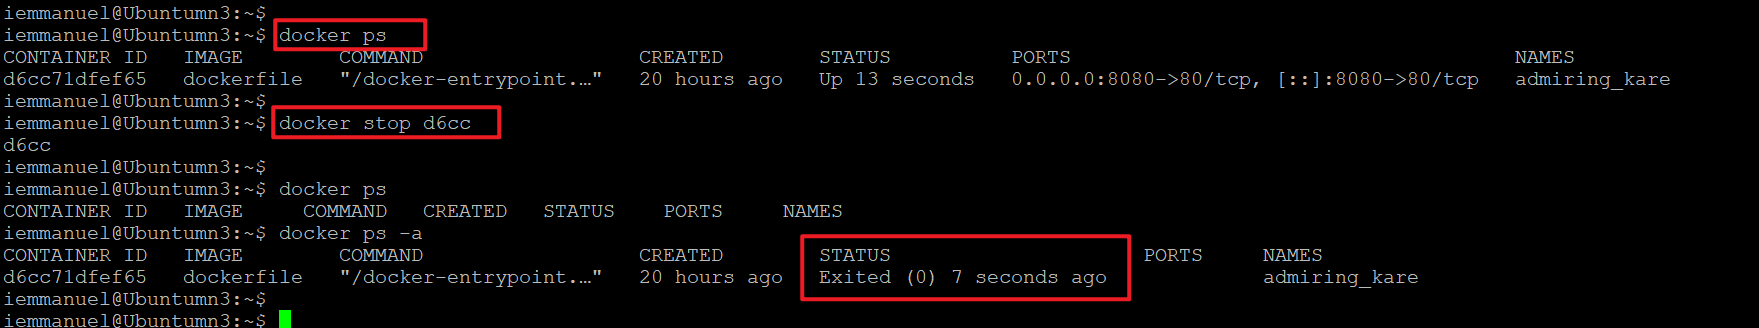 iemmanuel@Ubuntumn3:~$
iemmanuel@Ubuntumn3:~$ docker ps
CONTAINER ID   IMAGE        COMMAND                  CREATED        STATUS          PORTS                                     NAMES
d6cc71dfef65   dockerfile   "/docker-entrypoint.…"   20 hours ago   Up 13 seconds   0.0.0.0:8080->80/tcp, [::]:8080->80/tcp   admiring_kare
iemmanuel@Ubuntumn3:~$
iemmanuel@Ubuntumn3:~$ docker stop d6cc
d6cc
iemmanuel@Ubuntumn3:~$
iemmanuel@Ubuntumn3:~$ docker ps
CONTAINER ID   IMAGE     COMMAND   CREATED   STATUS    PORTS     NAMES
iemmanuel@Ubuntumn3:~$ docker ps -a
CONTAINER ID   IMAGE        COMMAND                  CREATED        STATUS                     PORTS     NAMES
d6cc71dfef65   dockerfile   "/docker-entrypoint.…"   20 hours ago   Exited (0) 7 seconds ago             admiring_kare
iemmanuel@Ubuntumn3:~$
iemmanuel@Ubuntumn3:~$